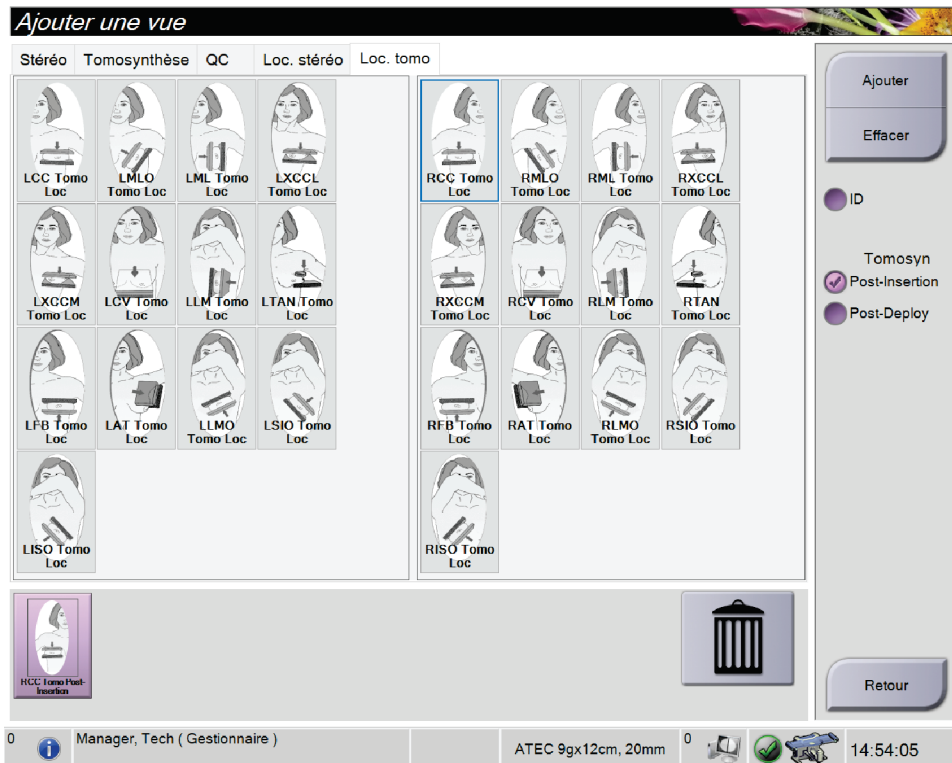 Ajouter une vue
Stéréo
Tomosynthèse
QC
Loc. stéréo
Loc. tomo
LCC Tomo
Loc
LMLO
Tomo Loc
LML Tomo
Loc
LXCCL
Tomo Loc
LXCCM
Tomo Loc
LCV Tomo
Loc
LLM Tomo
Loc
LTAN Tomo
Loc
LFB Tomo
Loc
LAT Tomo
Loc
LLMO
Tomo Loc
LSIO Tomo
Loc
LISO Tomo
Loc
RCC Tomo
Loc
RMLO
Tomo Loc
RML Tomo
Loc
RXCCL
Tomo Loc
RXCCM
Tomo Loc
RCV Tomo
Loc
RLM Tomo
Loc
RTAN
Tomo Loc
RFB Tomo
Loc
RAT Tomo
Loc
RLMO
Tomo Loc
RSIO Tomo
Loc
RISO Tomo
Loc
Ajouter
Effacer
ID
Tomosyn
Post-Insertion
Post-Deploy
RCC Tomo Post-
Insertion
Retour
0
Manager, Tech ( Gestionnaire )
ATEC 9gx12cm, 20mm
0
14:54:05